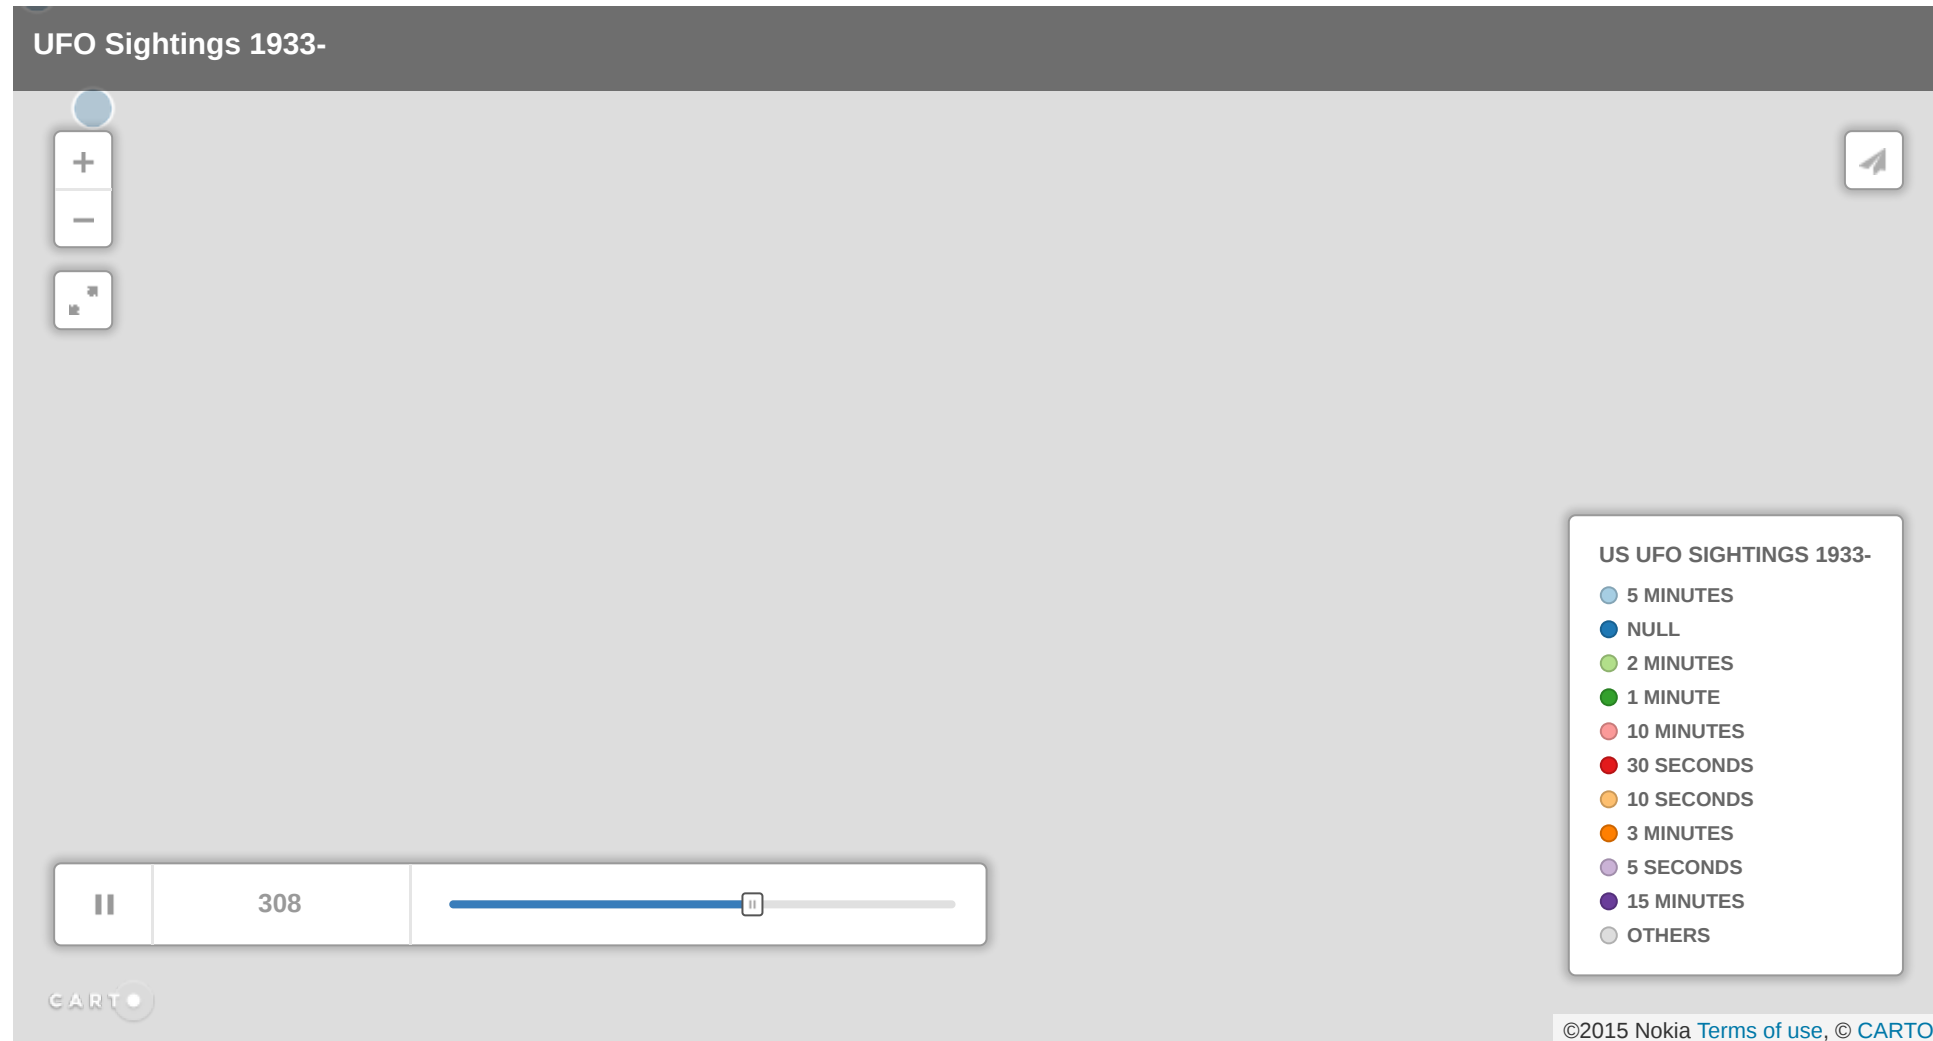 UFO Sightings 1933-
+
−
US UFO SIGHTINGS 1933-
5 MINUTES
NULL
2 MINUTES
1 MINUTE
10 MINUTES
30 SECONDS
10 SECONDS
3 MINUTES
5 SECONDS
15 MINUTES
OTHERS
308
CARTO
©2015 Nokia Terms of use, © CARTO